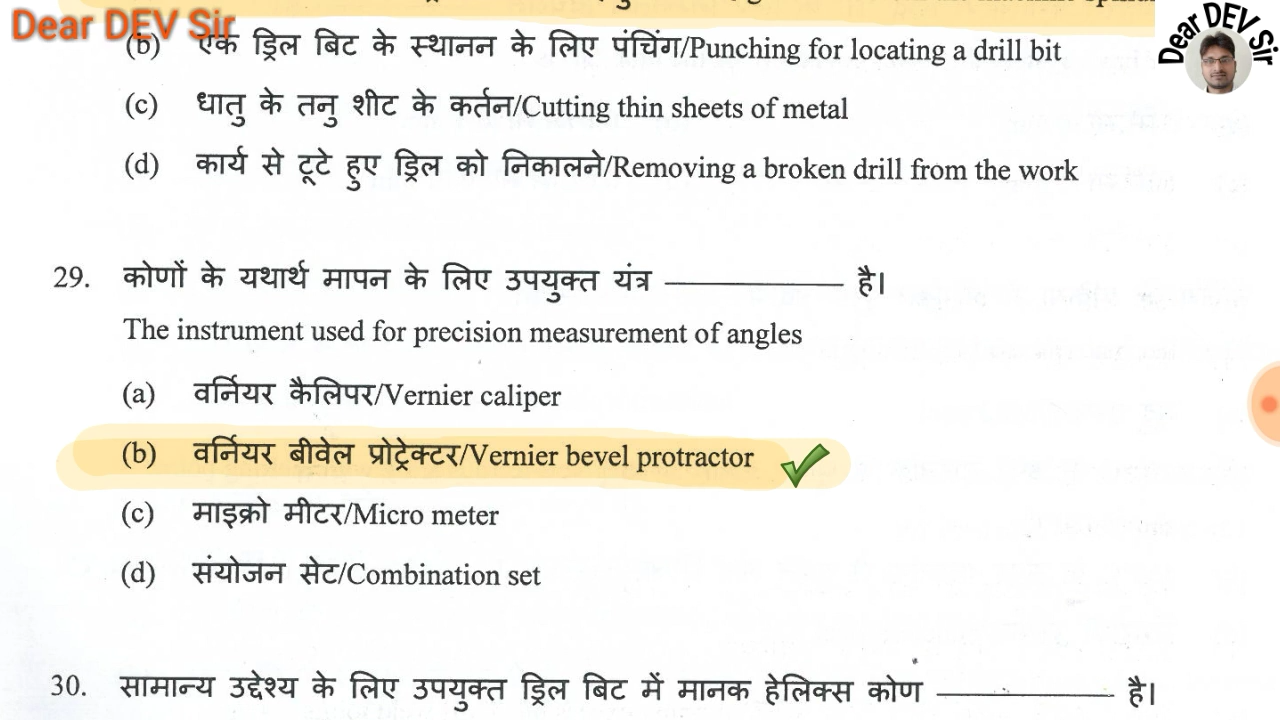 Dear DEV Sir
Dear DEV Sir
(b) एक ड्रिल बिट के स्थानन के लिए पंचिंग/Punching for locating a drill bit
(c) धातु के तनु शीट के कर्तन/Cutting thin sheets of metal
(d) कार्य से टूटे हुए ड्रिल को निकालने/Removing a broken drill from the work
29. कोणों के यथार्थ मापन के लिए उपयुक्त यंत्र ――――― है।
The instrument used for precision measurement of angles
(a) वर्नियर कैलिपर/Vernier caliper
(b) वर्नियर बीवेल प्रोट्रेक्टर/Vernier bevel protractor
(c) माइक्रो मीटर/Micro meter
(d) संयोजन सेट/Combination set
30. सामान्य उद्देश्य के लिए उपयुक्त ड्रिल बिट में मानक हेलिक्स कोण ――――― है।